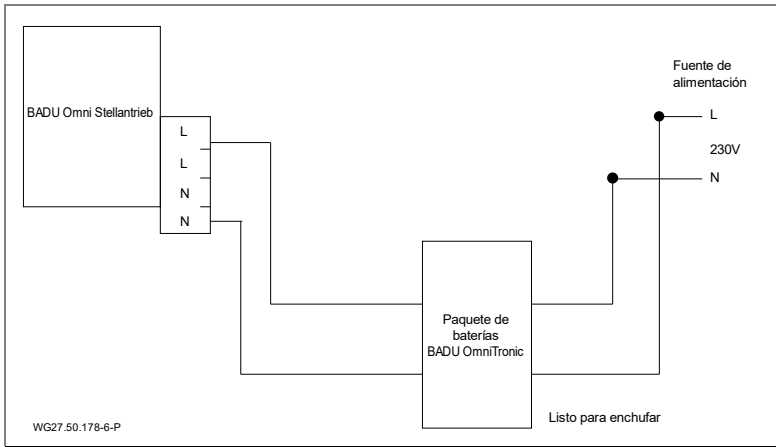 BADU Omni Stellantrieb
L
L
N
N
Fuente de
alimentación
L
230V
N
Paquete de
baterías
BADU OmniTronic
Listo para enchufar
WG27.50.178-6-P